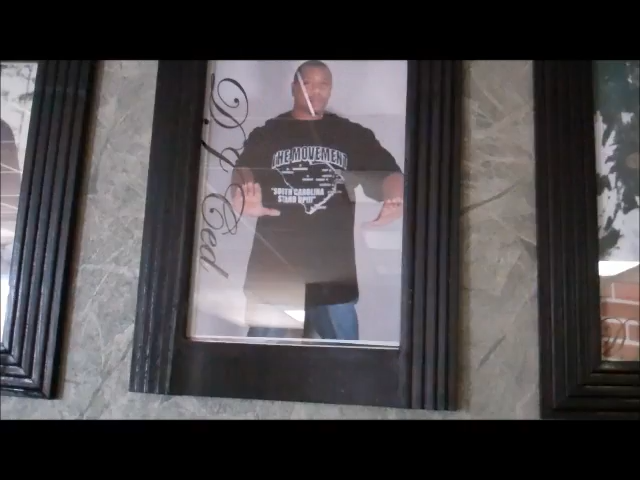 DJ Ced
THE MOVEMENT
"SOUTH CAROLINA
STAND UP!!!"